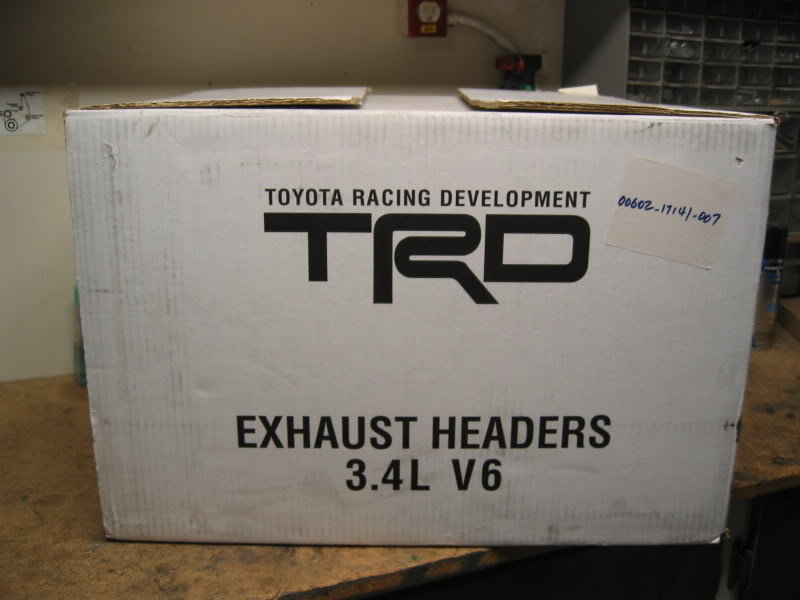 TOYOTA RACING DEVELOPMENT
TRD
00602-17141-007
EXHAUST HEADERS
3.4L V6